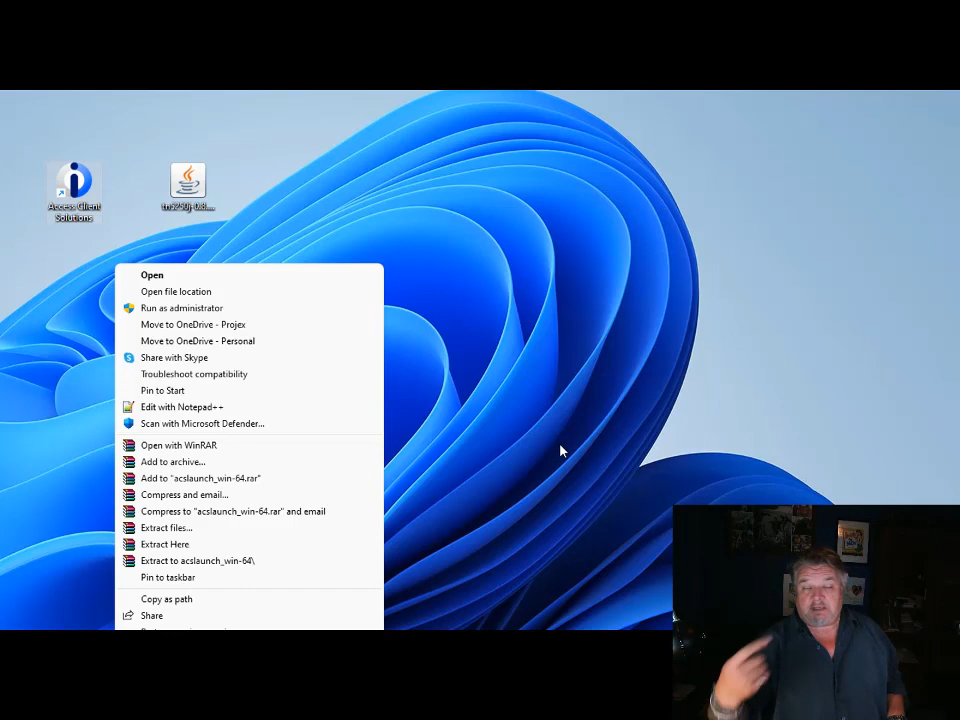 Access Client
Solutions
tn5250j-0.8....
Open
Open file location
Run as administrator
Move to OneDrive - Projex
Move to OneDrive - Personal
Share with Skype
Troubleshoot compatibility
Pin to Start
Edit with Notepad++
Scan with Microsoft Defender...
Open with WinRAR
Add to archive...
Add to "acslaunch_win-64.rar"
Compress and email...
Compress to "acslaunch_win-64.rar" and email
Extract files...
Extract Here
Extract to acslaunch_win-64\
Pin to taskbar
Copy as path
Share